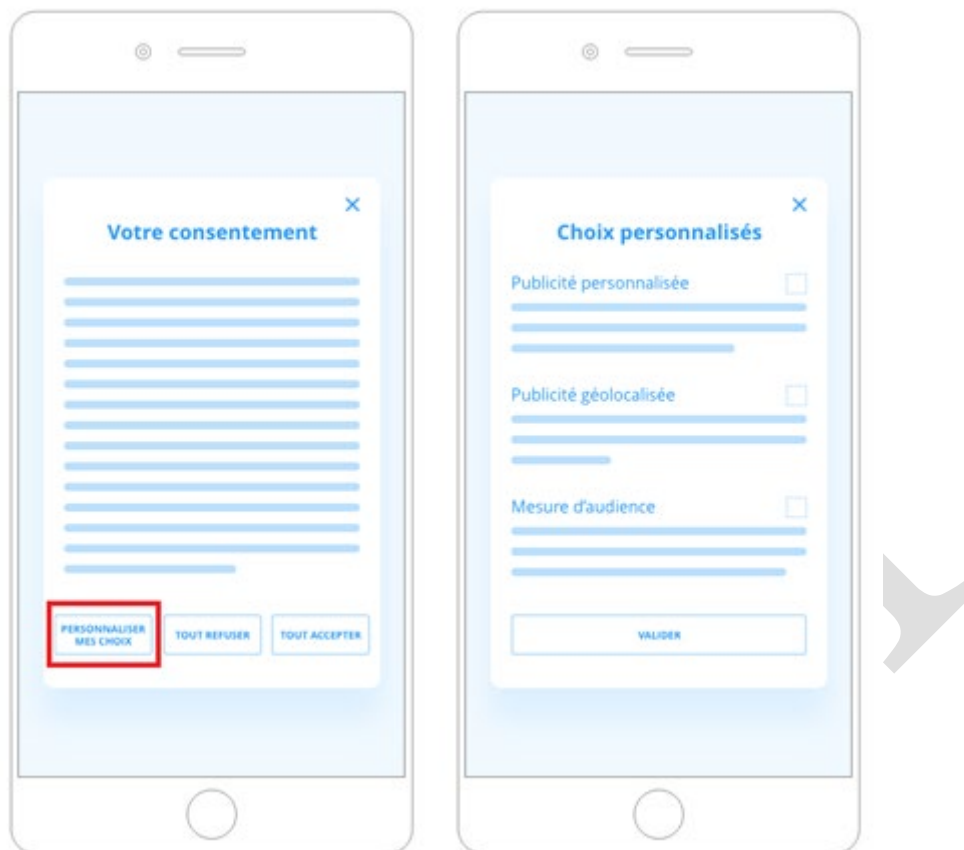 Votre consentement
PERSONNALISER
MES CHOIX
TOUT REFUSER
TOUT ACCEPTER
Choix personnalisés
Publicité personnalisée
Publicité géolocalisée
Mesure d'audience
VALIDER